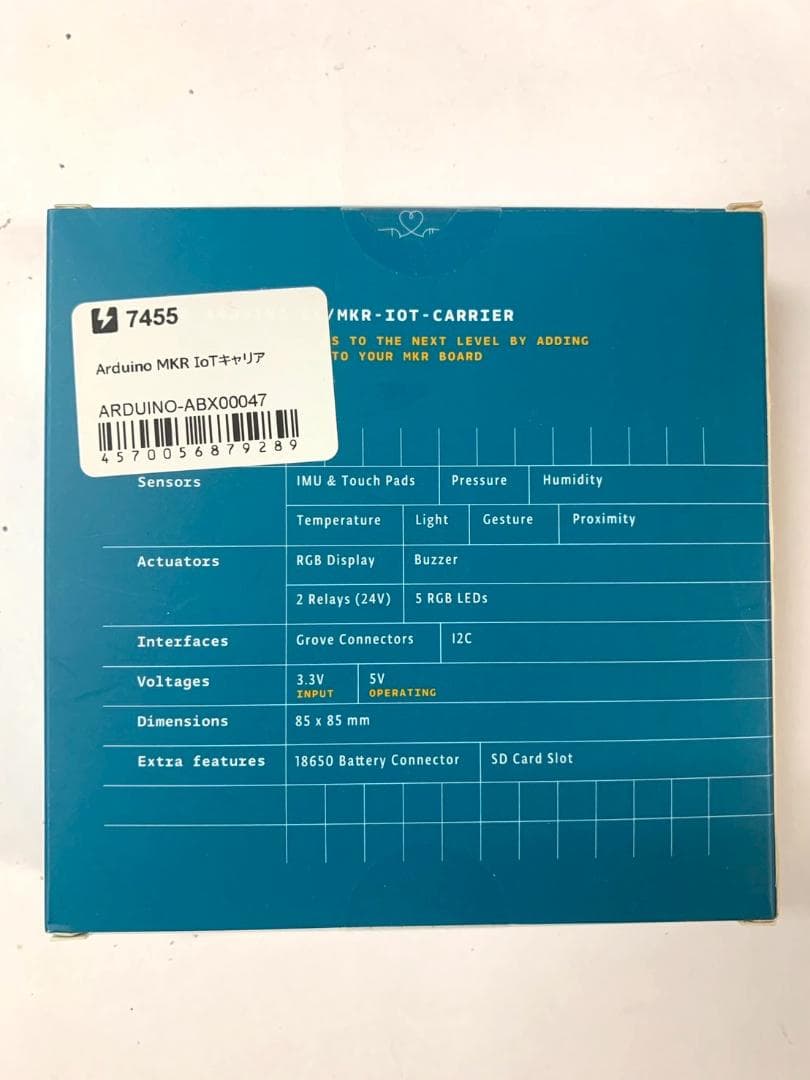 7455
Arduino MKR IoTキャリア
ARDUINO-ABX00047
4570056879289
/MKR-IOT-CARRIER
S TO THE NEXT LEVEL BY ADDING
TO YOUR MKR BOARD
Sensors IMU & Touch Pads Pressure Humidity
Temperature Light Gesture Proximity
Actuators RGB Display Buzzer
2 Relays (24V) 5 RGB LEDs
Interfaces Grove Connectors I2C
Voltages 3.3V 5V
INPUT OPERATING
Dimensions 85 x 85 mm
Extra features 18650 Battery Connector SD Card Slot